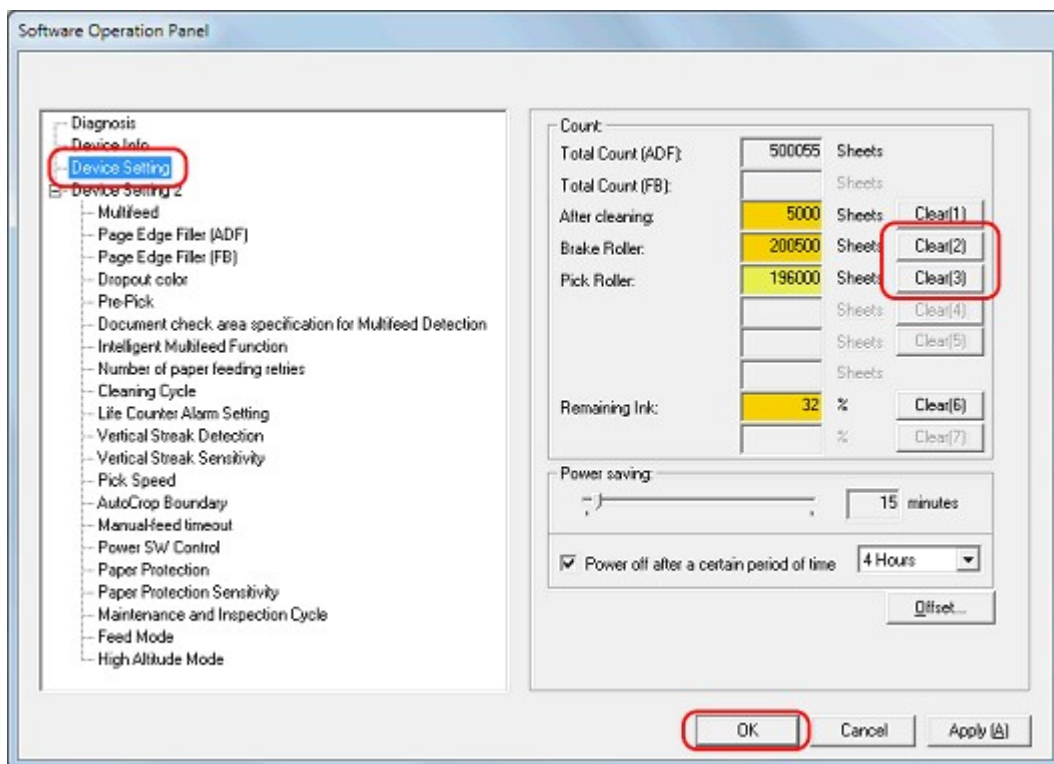 Software Operation Panel
Diagnosis
Device Info
Device Setting
Device Setting 2
Multifeed
Page Edge Filler (ADF)
Page Edge Filler (FB)
Dropout color
Pre-Pick
Document check area specification for Multifeed Detection
Intelligent Multifeed Function
Number of paper feeding retries
Cleaning Cycle
Life Counter Alarm Setting
Vertical Streak Detection
Vertical Streak Sensitivity
Pick Speed
AutoCrop Boundary
Manual-feed timeout
Power SW Control
Paper Protection
Paper Protection Sensitivity
Maintenance and Inspection Cycle
Feed Mode
High Altitude Mode
Count:
Total Count (ADF): 500055 Sheets
Total Count (FB): Sheets
After cleaning: 5000 Sheets Clear(1)
Brake Roller: 200500 Sheets Clear(2)
Pick Roller: 196000 Sheets Clear(3)
Sheets Clear(4)
Sheets Clear(5)
Sheets
Remaining Ink: 32 % Clear(6)
% Clear(7)
Power saving:
15 minutes
Power off after a certain period of time 4 Hours
Offset...
OK Cancel Apply (A)